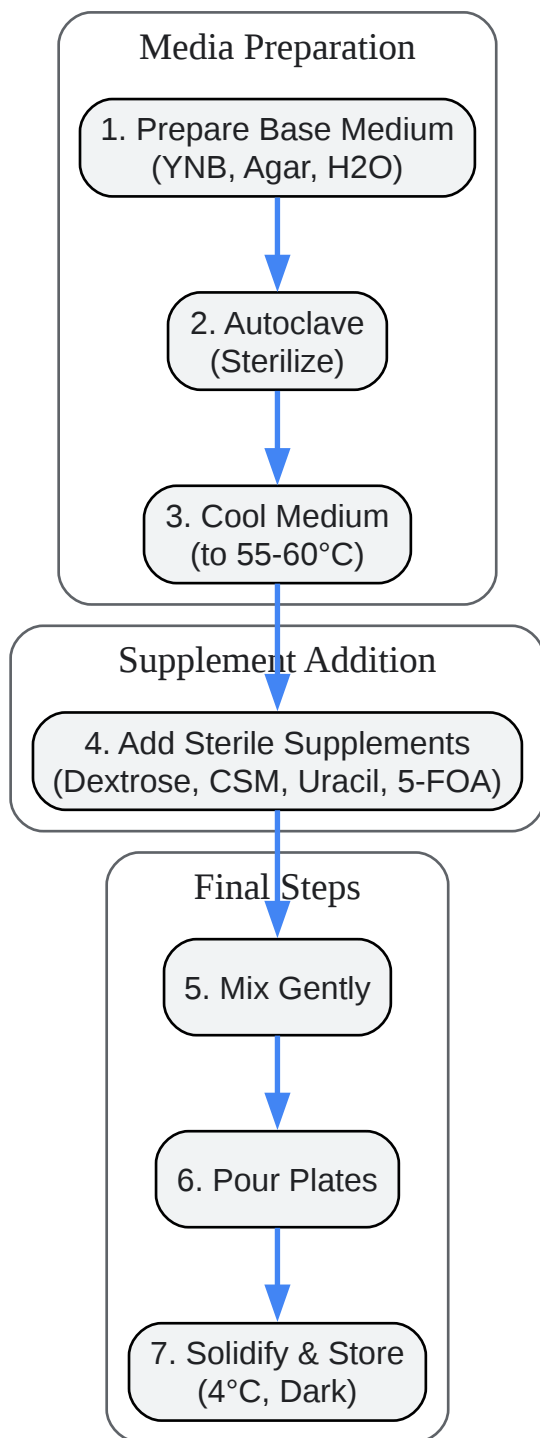 Media Preparation
1. Prepare Base Medium
(YNB, Agar, H2O)
2. Autoclave
(Sterilize)
3. Cool Medium
(to 55-60°C)
Supplement Addition
4. Add Sterile Supplements
(Dextrose, CSM, Uracil, 5-FOA)
Final Steps
5. Mix Gently
6. Pour Plates
7. Solidify & Store
(4°C, Dark)